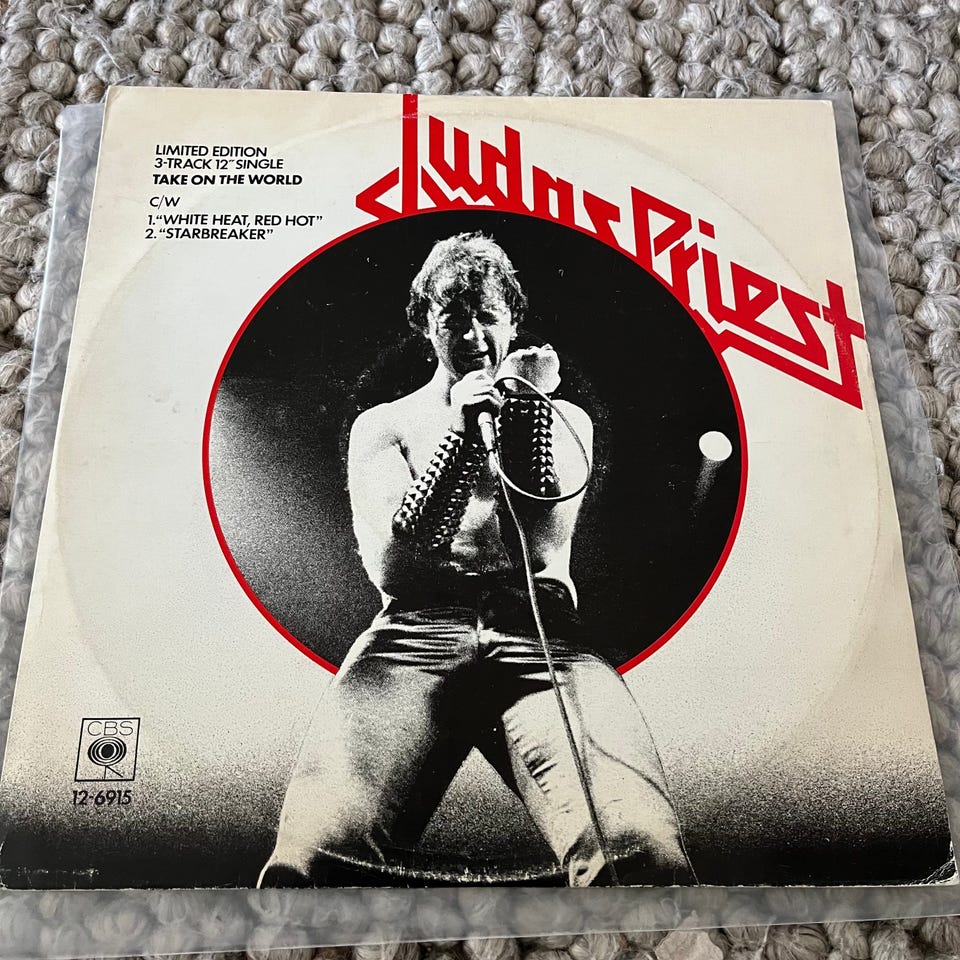 LIMITED EDITION
3-TRACK 12" SINGLE
TAKE ON THE WORLD
C/W
1. "WHITE HEAT, RED HOT"
2. "STARBREAKER"
Judas Priest
CBS
12-6915